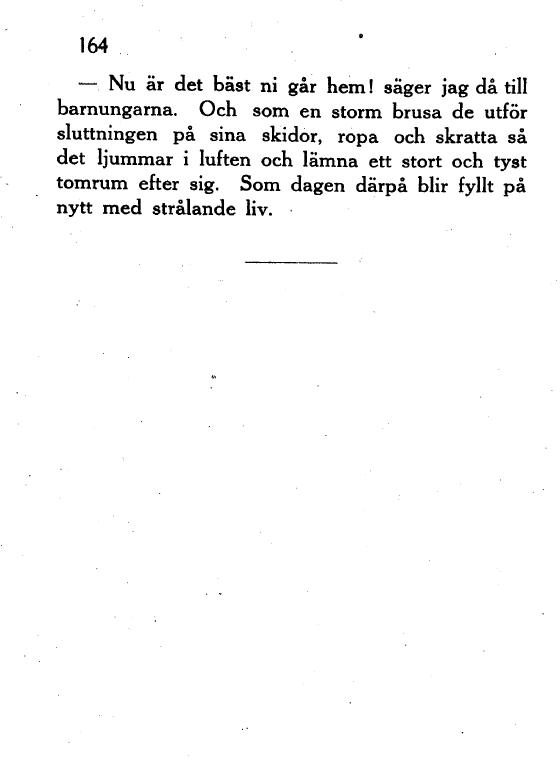 164
— Nu är det bäst ni går hem! säger jag då till
barnungarna. Och som en storm brusa de utför
sluttningen på sina skidor, ropa och skratta så
det ljummar i luften och lämna ett stort och tyst
tomrum efter sig. Som dagen därpå blir fyllt på
nytt med strålande liv.